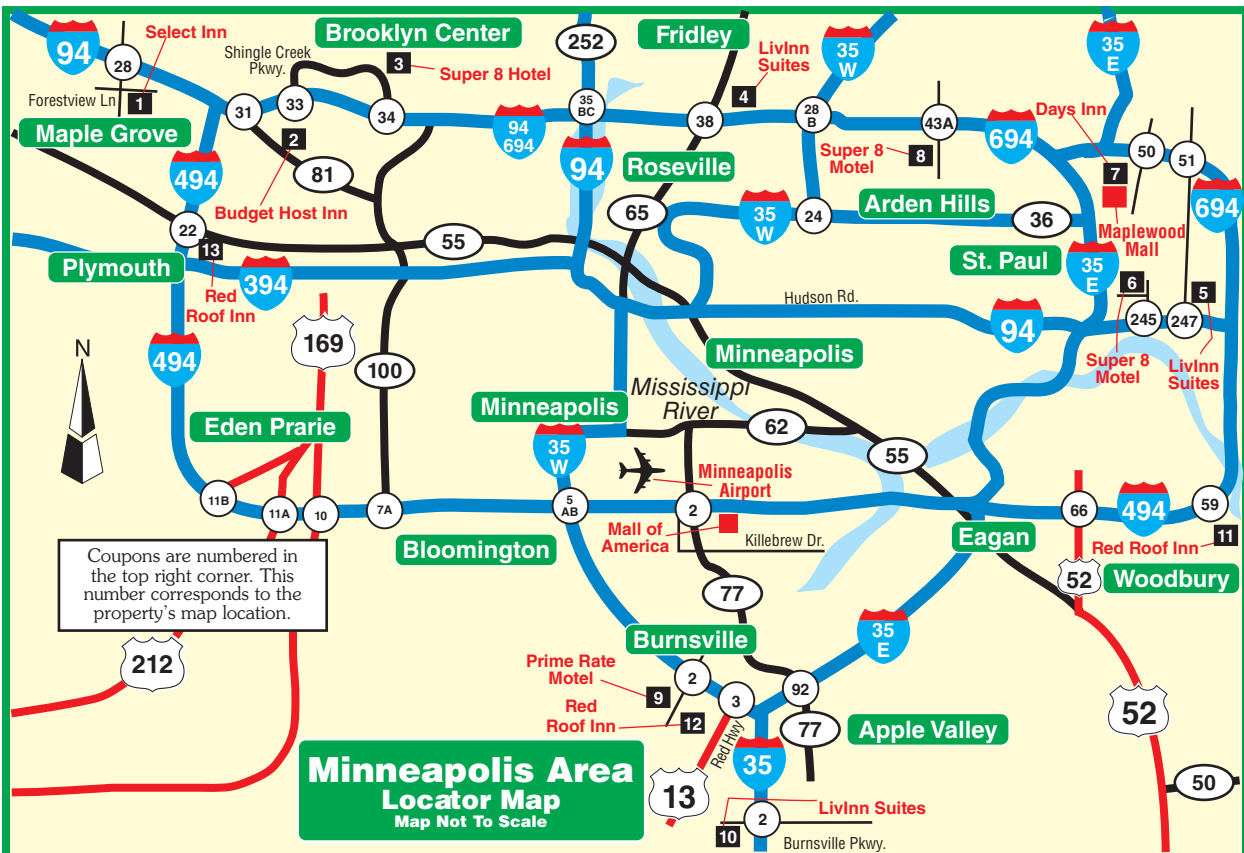 94
28
Select Inn
Forestview Ln
1
Maple Grove
Shingle Creek
Pkwy.
Brooklyn Center
3
Super 8 Hotel
31
33
34
2
Budget Host Inn
81
494
252
35
BC
94
694
94
Fridley
LivInn
Suites
4
38
28
B
35
W
43A
Super 8
Motel
8
694
35
E
Days Inn
7
50
51
694
Maplewood
Mall
Roseville
65
35
W
24
Arden Hills
36
St. Paul
35
E
22
13
Red
Roof Inn
Plymouth
55
394
Hudson Rd.
94
6
245
247
5
Super 8
Motel
LivInn
Suites
N
494
169
100
Minneapolis
Minneapolis
Mississippi
River
Eden Prarie
35
W
62
55
Minneapolis
Airport
11B
11A
10
7A
5
AB
2
Mall of
America
Killebrew Dr.
66
494
59
11
Red Roof Inn
Woodbury
Bloomington
Eagan
52
Coupons are numbered in
the top right corner. This
number corresponds to the
property's map location.
212
77
Burnsville
35
E
Prime Rate
Motel
9
2
Red
Roof Inn
12
3
92
77
Apple Valley
52
Red Hwy
13
35
50
Minneapolis Area
Locator Map
Map Not To Scale
LivInn Suites
10
2
Burnsville Pkwy.